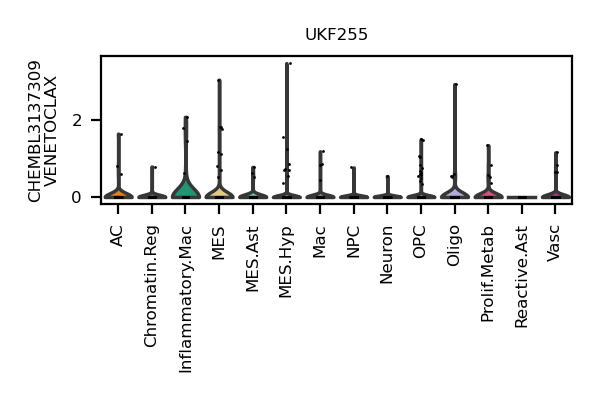 UKF255
CHEMBL3137309
VENETOCLAX
2
0
AC
Chromatin.Reg
Inflammatory.Mac
MES
MES.Ast
MES.Hyp
Mac
NPC
Neuron
OPC
Oligo
Prolif.Metab
Reactive.Ast
Vasc